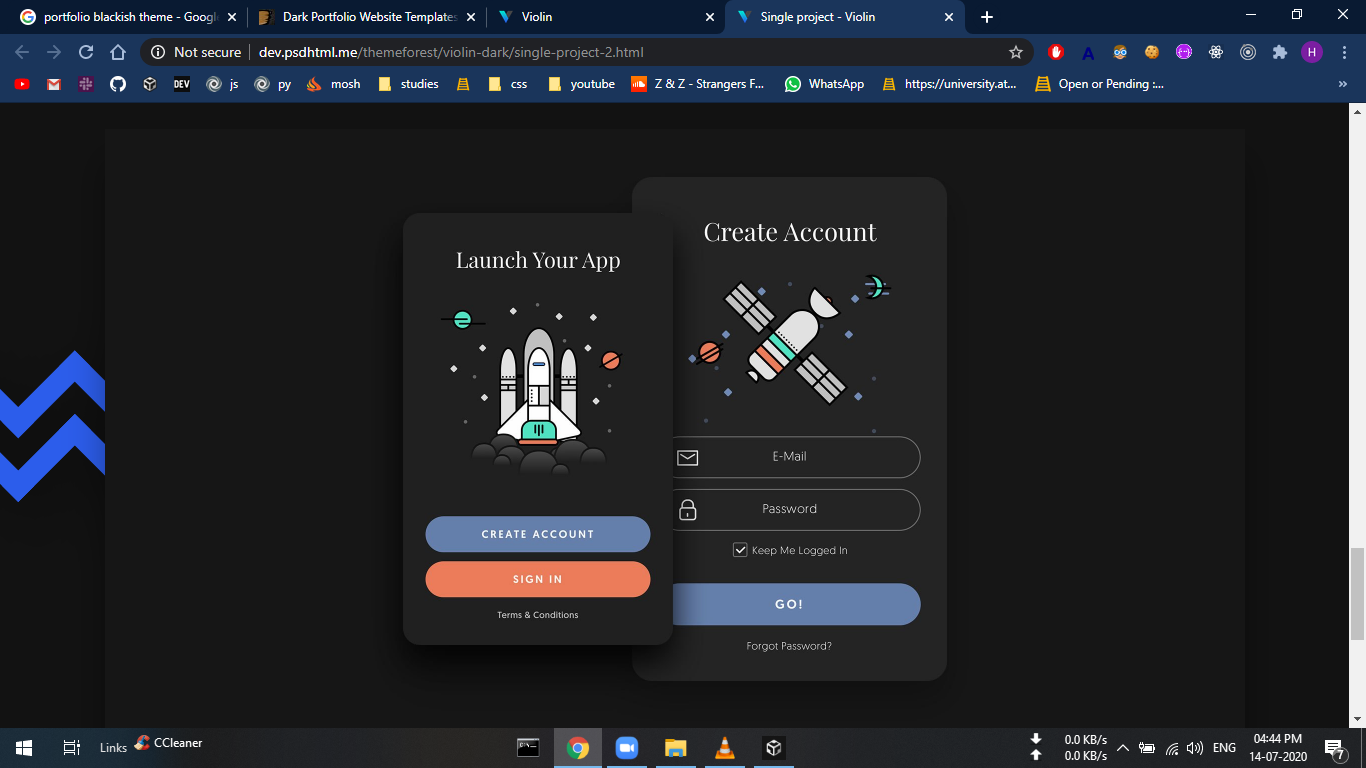 portfolio blackish theme - Googl
Dark Portfolio Website Templates
Violin
Single project - Violin
Not secure
dev.psdhtml.me/themeforest/violin-dark/single-project-2.html
H
DEV
js
py
mosh
studies
css
youtube
Z & Z - Strangers F...
WhatsApp
https://university.at...
Open or Pending :...
»
Launch Your App
CREATE ACCOUNT
SIGN IN
Terms & Conditions
Create Account
E-Mail
Password
Keep Me Logged In
GO!
Forgot Password?
Links
CCleaner
0.0 KB/s
0.0 KB/s
ENG
04:44 PM
14-07-2020
7